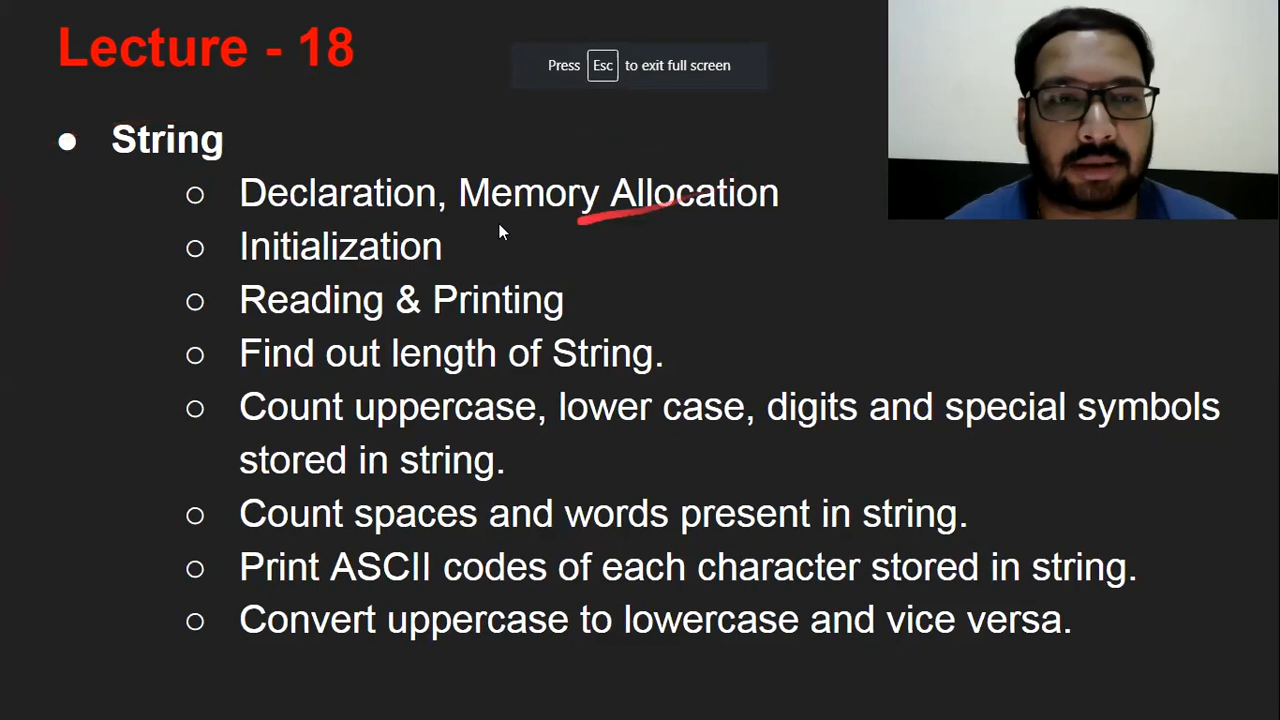 Lecture - 18
Press Esc to exit full screen
● String
○ Declaration, Memory Allocation
○ Initialization
○ Reading & Printing
○ Find out length of String.
○ Count uppercase, lower case, digits and special symbols
stored in string.
○ Count spaces and words present in string.
○ Print ASCII codes of each character stored in string.
○ Convert uppercase to lowercase and vice versa.